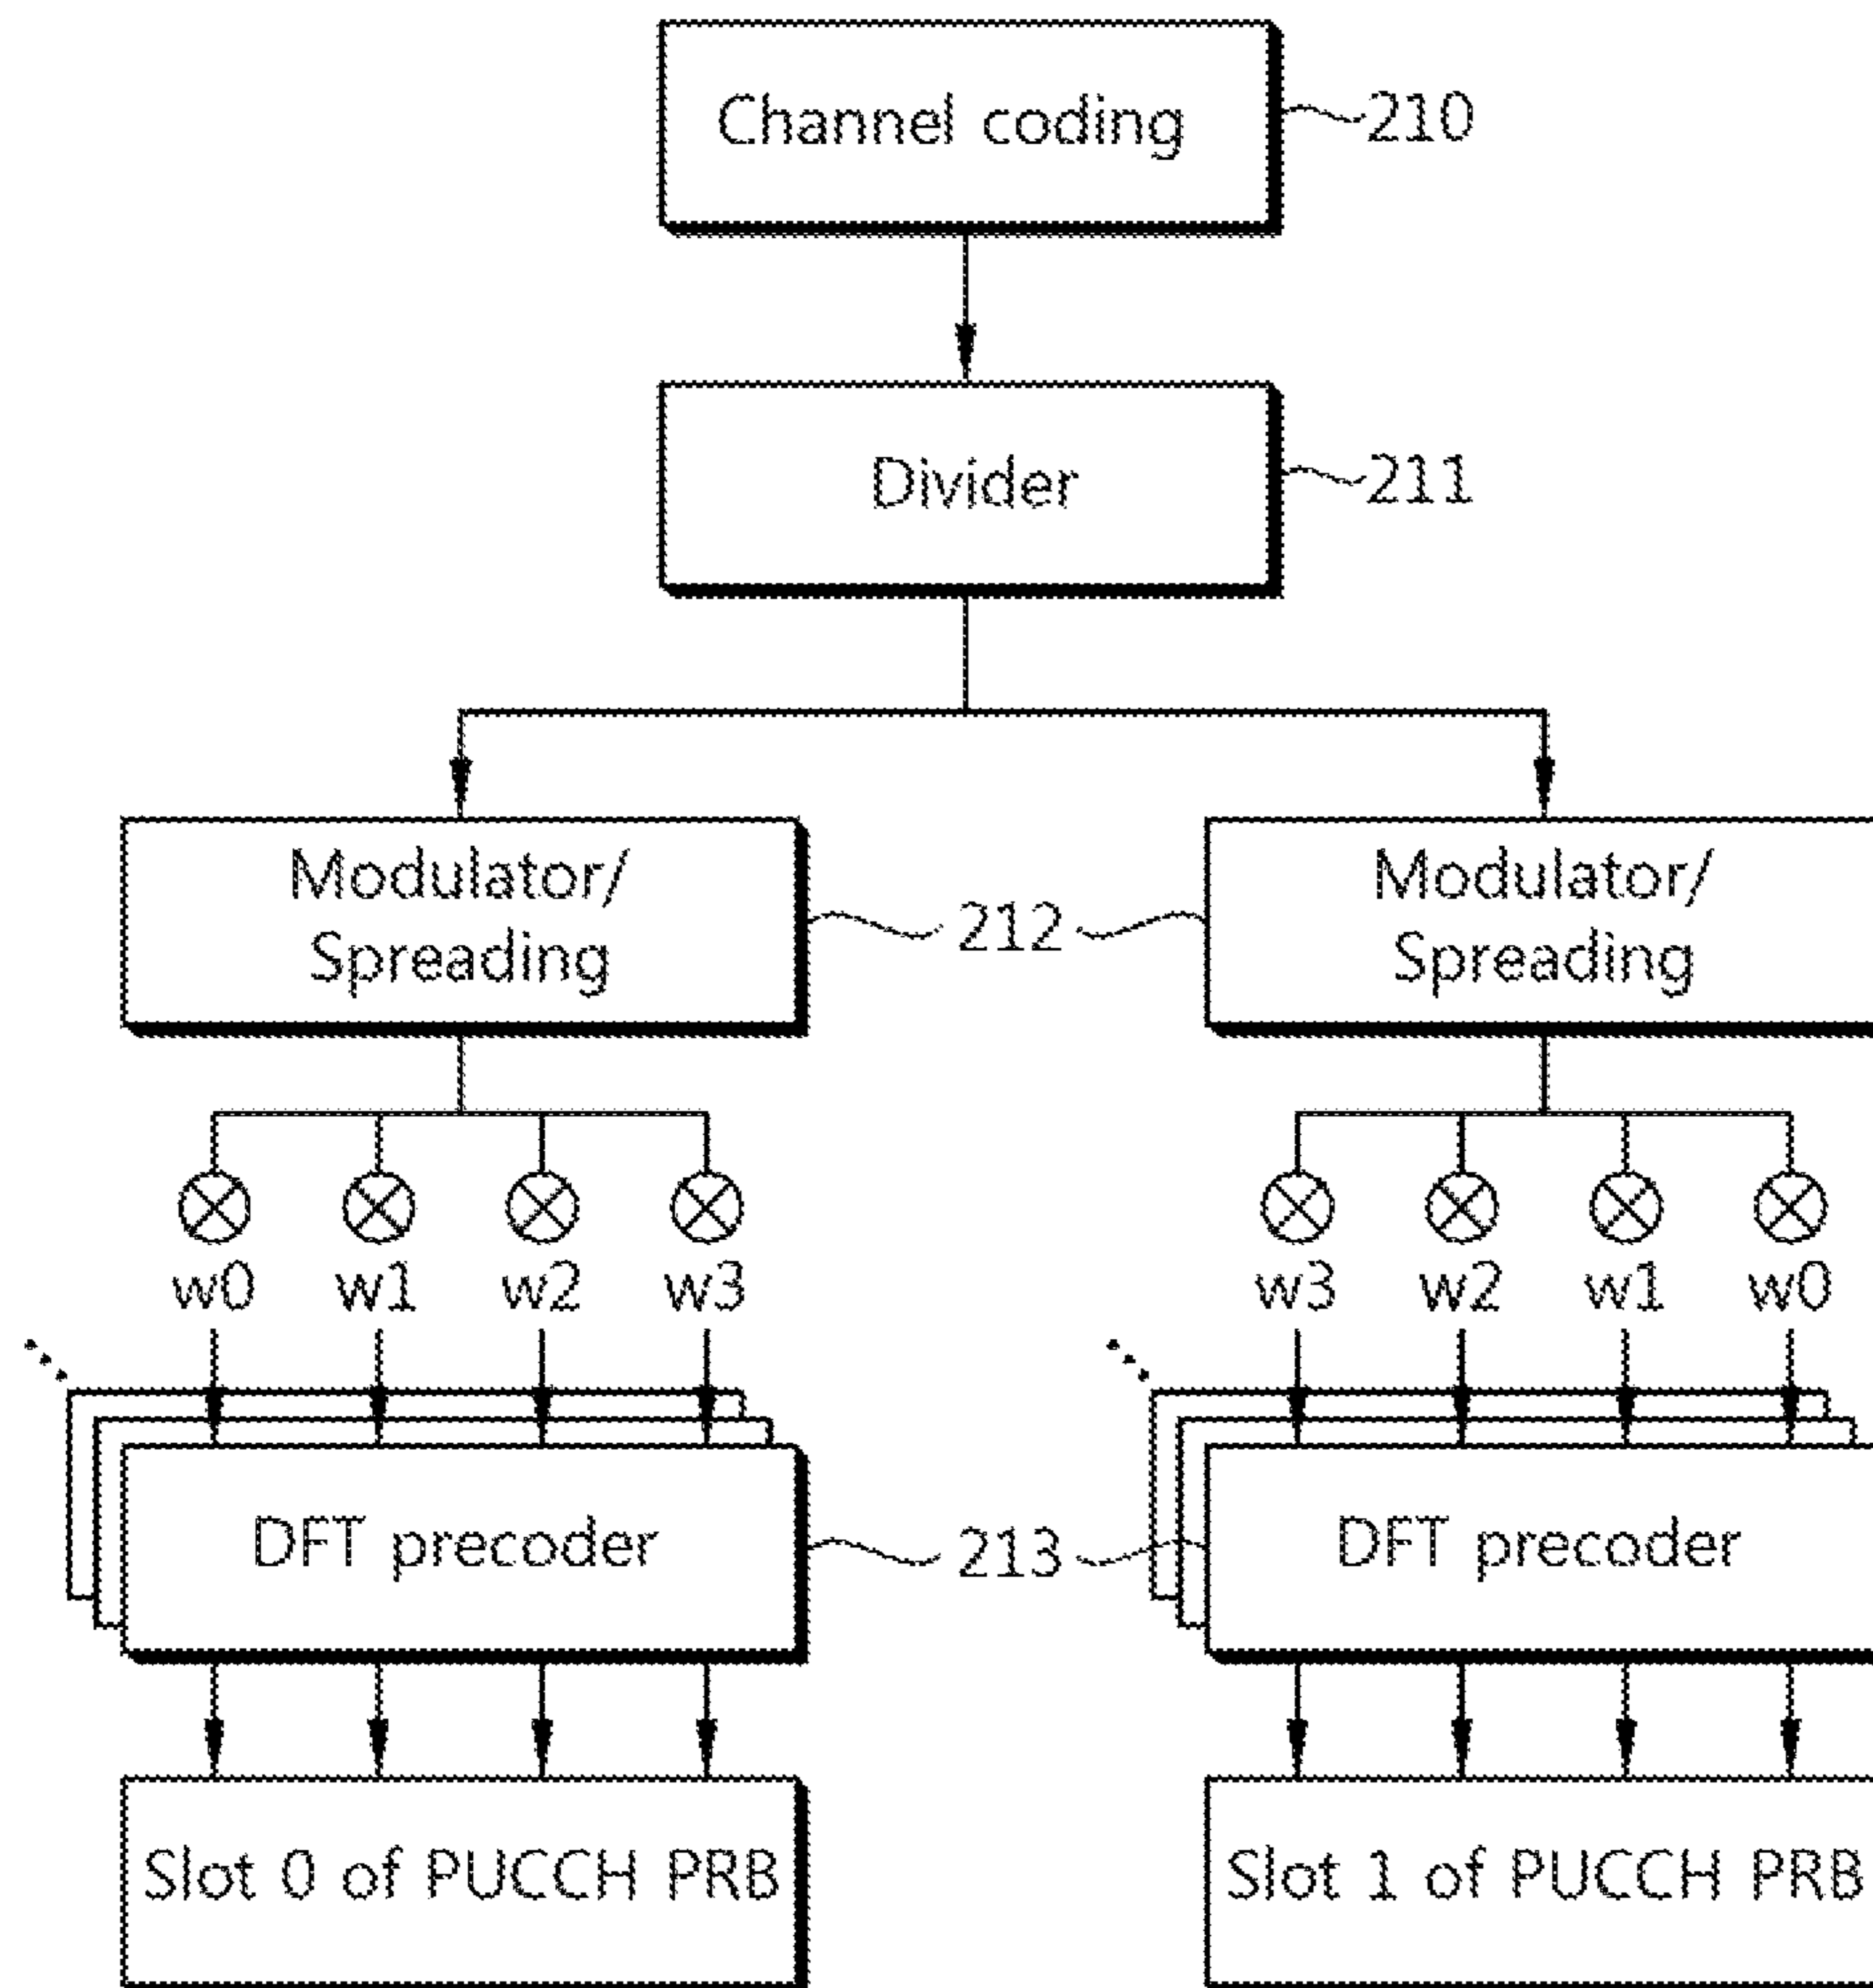 Channel coding
210
Divider
211
Modulator/
Spreading
212
Modulator/
Spreading
w0 w1 w2 w3
w3 w2 w1 w0
DFT precoder
213
DFT precoder
Slot 0 of PUCCH PRB
Slot 1 of PUCCH PRB